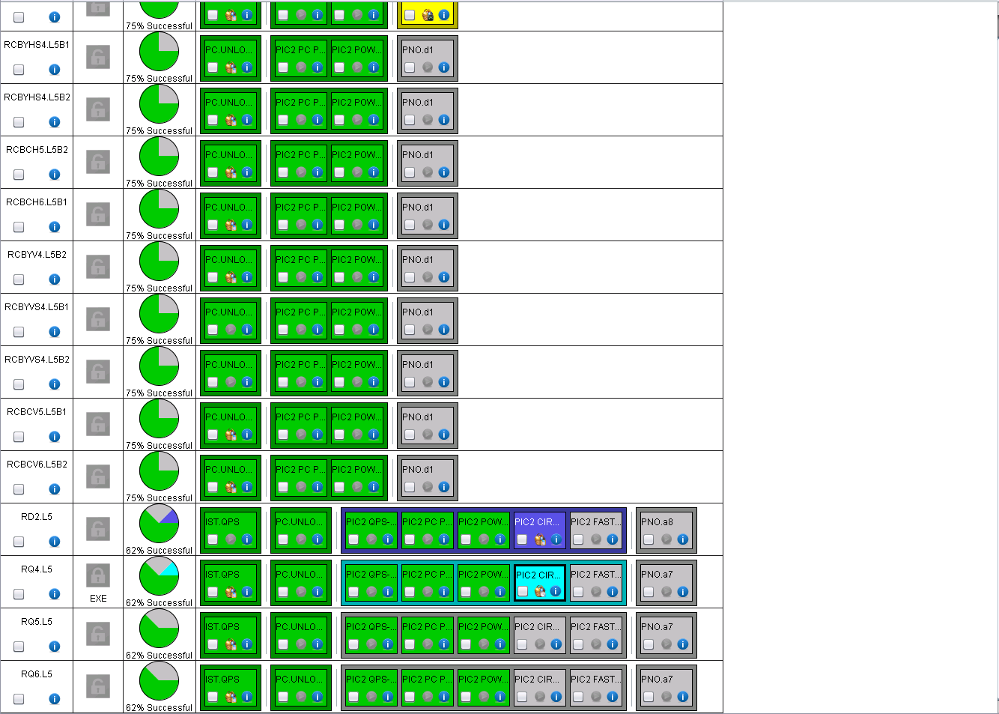 75% Successful
RCBYHS4.L5B1
PC.UNLO... PIC2 PC P... PIC2 POW... PNO.d1
75% Successful
RCBYHS4.L5B2
PC.UNLO... PIC2 PC P... PIC2 POW... PNO.d1
75% Successful
RCBCH5.L5B2
PC.UNLO... PIC2 PC P... PIC2 POW... PNO.d1
75% Successful
RCBCH6.L5B1
PC.UNLO... PIC2 PC P... PIC2 POW... PNO.d1
75% Successful
RCBYV4.L5B2
PC.UNLO... PIC2 PC P... PIC2 POW... PNO.d1
75% Successful
RCBYVS4.L5B1
PC.UNLO... PIC2 PC P... PIC2 POW... PNO.d1
75% Successful
RCBYVS4.L5B2
PC.UNLO... PIC2 PC P... PIC2 POW... PNO.d1
75% Successful
RCBCV5.L5B1
PC.UNLO... PIC2 PC P... PIC2 POW... PNO.d1
75% Successful
RCBCV6.L5B2
PC.UNLO... PIC2 PC P... PIC2 POW... PNO.d1
75% Successful
RD2.L5
IST.QPS PC.UNLO... PIC2 QPS-... PIC2 PC P... PIC2 POW... PIC2 CIR... PIC2 FAST... PNO.a8
62% Successful
RQ4.L5
IST.QPS PC.UNLO... PIC2 QPS-... PIC2 PC P... PIC2 POW... PIC2 CIR... PIC2 FAST... PNO.a7
EXE
62% Successful
RQ5.L5
IST.QPS PC.UNLO... PIC2 QPS-... PIC2 PC P... PIC2 POW... PIC2 CIR... PIC2 FAST... PNO.a7
62% Successful
RQ6.L5
IST.QPS PC.UNLO... PIC2 QPS-... PIC2 PC P... PIC2 POW... PIC2 CIR... PIC2 FAST... PNO.a7
62% Successful